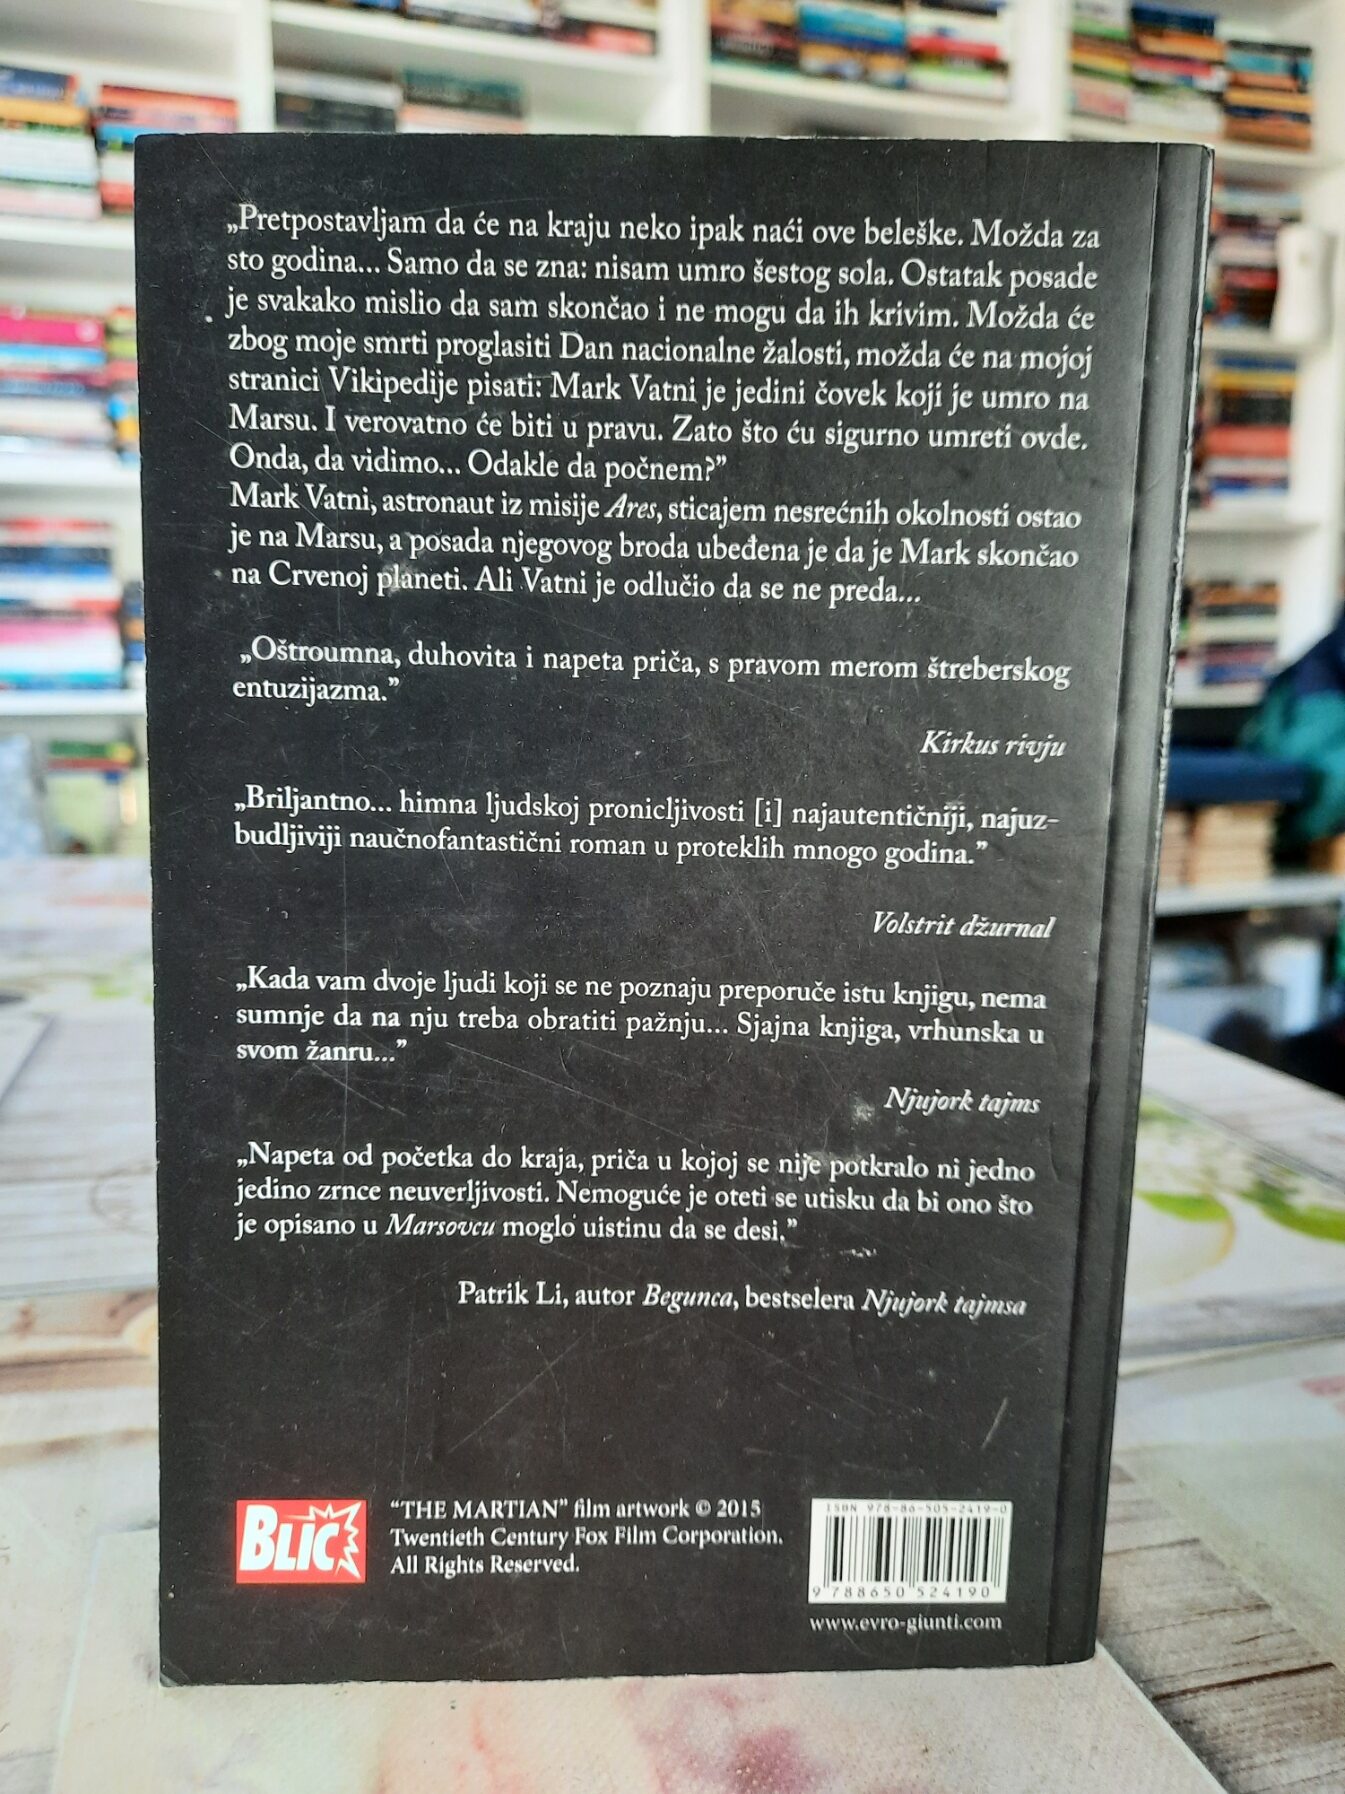 „Pretpostavljam da će na kraju neko ipak naći ove beleške. Možda za
sto godina... Samo da se zna: nisam umro šestog sola. Ostatak posade
je svakako mislio da sam skončao i ne mogu da ih krivim. Možda će
zbog moje smrti proglasiti Dan nacionalne žalosti, možda će na mojoj
stranici Vikipedije pisati: Mark Vatni je jedini čovek koji je umro na
Marsu. I verovatno će biti u pravu. Zato što ću sigurno umreti ovde.
Onda, da vidimo... Odakle da počnem?”
Mark Vatni, astronaut iz misije Ares, sticajem nesrećnih okolnosti ostao
je na Marsu, a posada njegovog broda ubeđena je da je Mark skončao
na Crvenoj planeti. Ali Vatni je odlučio da se ne preda...
„Oštroumna, duhovita i napeta priča, s pravom merom štreberskog
entuzijazma.”
Kirkus rivju
„Briljantno... himna ljudskoj pronicljivosti [i] najautentičniji, najuz-
budljiviji naučnofantastični roman u proteklih mnogo godina.”
Volstrit džurnal
„Kada vam dvoje ljudi koji se ne poznaju preporuče istu knjigu, nema
sumnje da na nju treba obratiti pažnju... Sjajna knjiga, vrhunska u
svom žanru...”
Njujork tajms
„Napeta od početka do kraja, priča u kojoj se nije potkralo ni jedno
jedino zrnce neuverljivosti. Nemoguće je oteti se utisku da bi ono što
je opisano u Marsovcu moglo uistinu da se desi.”
Patrik Li, autor Begunca, bestselera Njujork tajmsa
BLIC
“THE MARTIAN” film artwork © 2015
Twentieth Century Fox Film Corporation.
All Rights Reserved.
ISBN 978-86-505-2419-0
9 788650 524190
www.evro-giunti.com